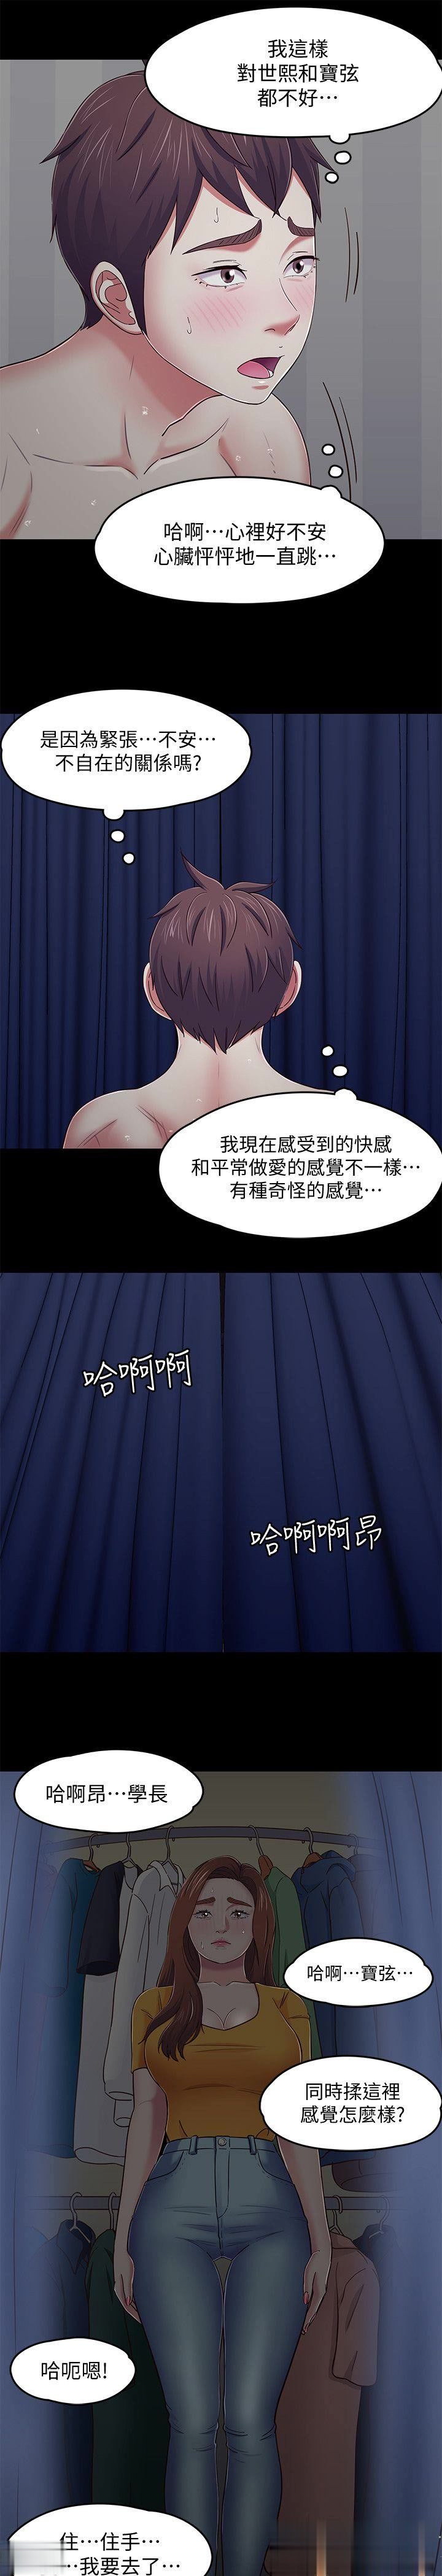 我這樣
對世熙和寶弦
都不好…
哈啊…心裡好不安
心臟怦怦地一直跳…
是因為緊張…不安…
不自在的關係嗎?
我現在感受到的快感
和平常做愛的感覺不一樣…
有種奇怪的感覺…
哈啊啊
哈啊啊昂
哈啊昂…學長
哈啊…寶弦…
同時揉這裡
感覺怎麼樣?
哈呃嗯!
住…住手…
…我要去了…